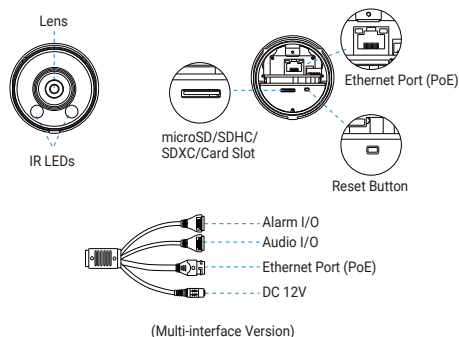 Lens
IR LEDs
Ethernet Port (PoE)
microSD/SDHC/
SDXC/Card Slot
Reset Button
Alarm I/O
Audio I/O
Ethernet Port (PoE)
DC 12V
(Multi-interface Version)